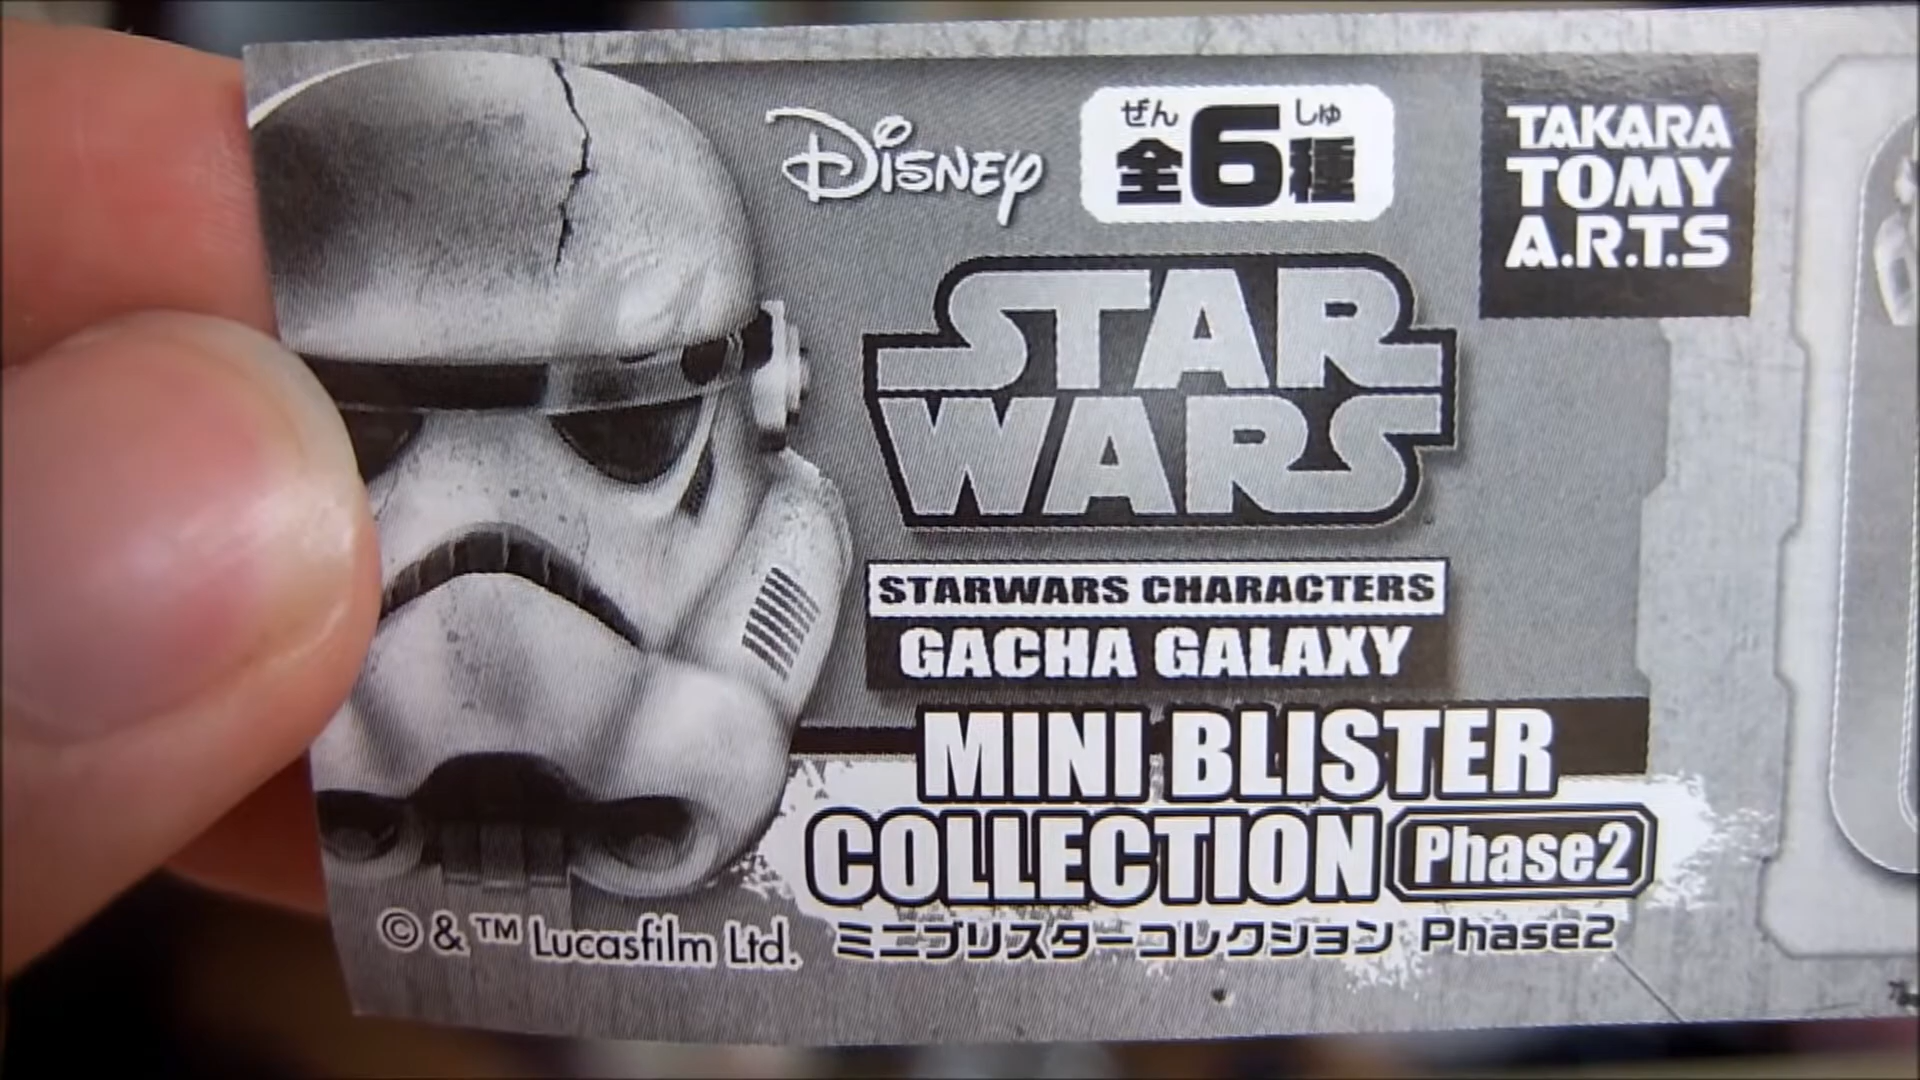 Disney
ぜん しゅ
全6種
TAKARA
TOMY
A.R.T.S
STAR
WARS
STARWARS CHARACTERS
GACHA GALAXY
MINI BLISTER
COLLECTION Phase2
ミニブリスターコレクション Phase2
© & ™ Lucasfilm Ltd.